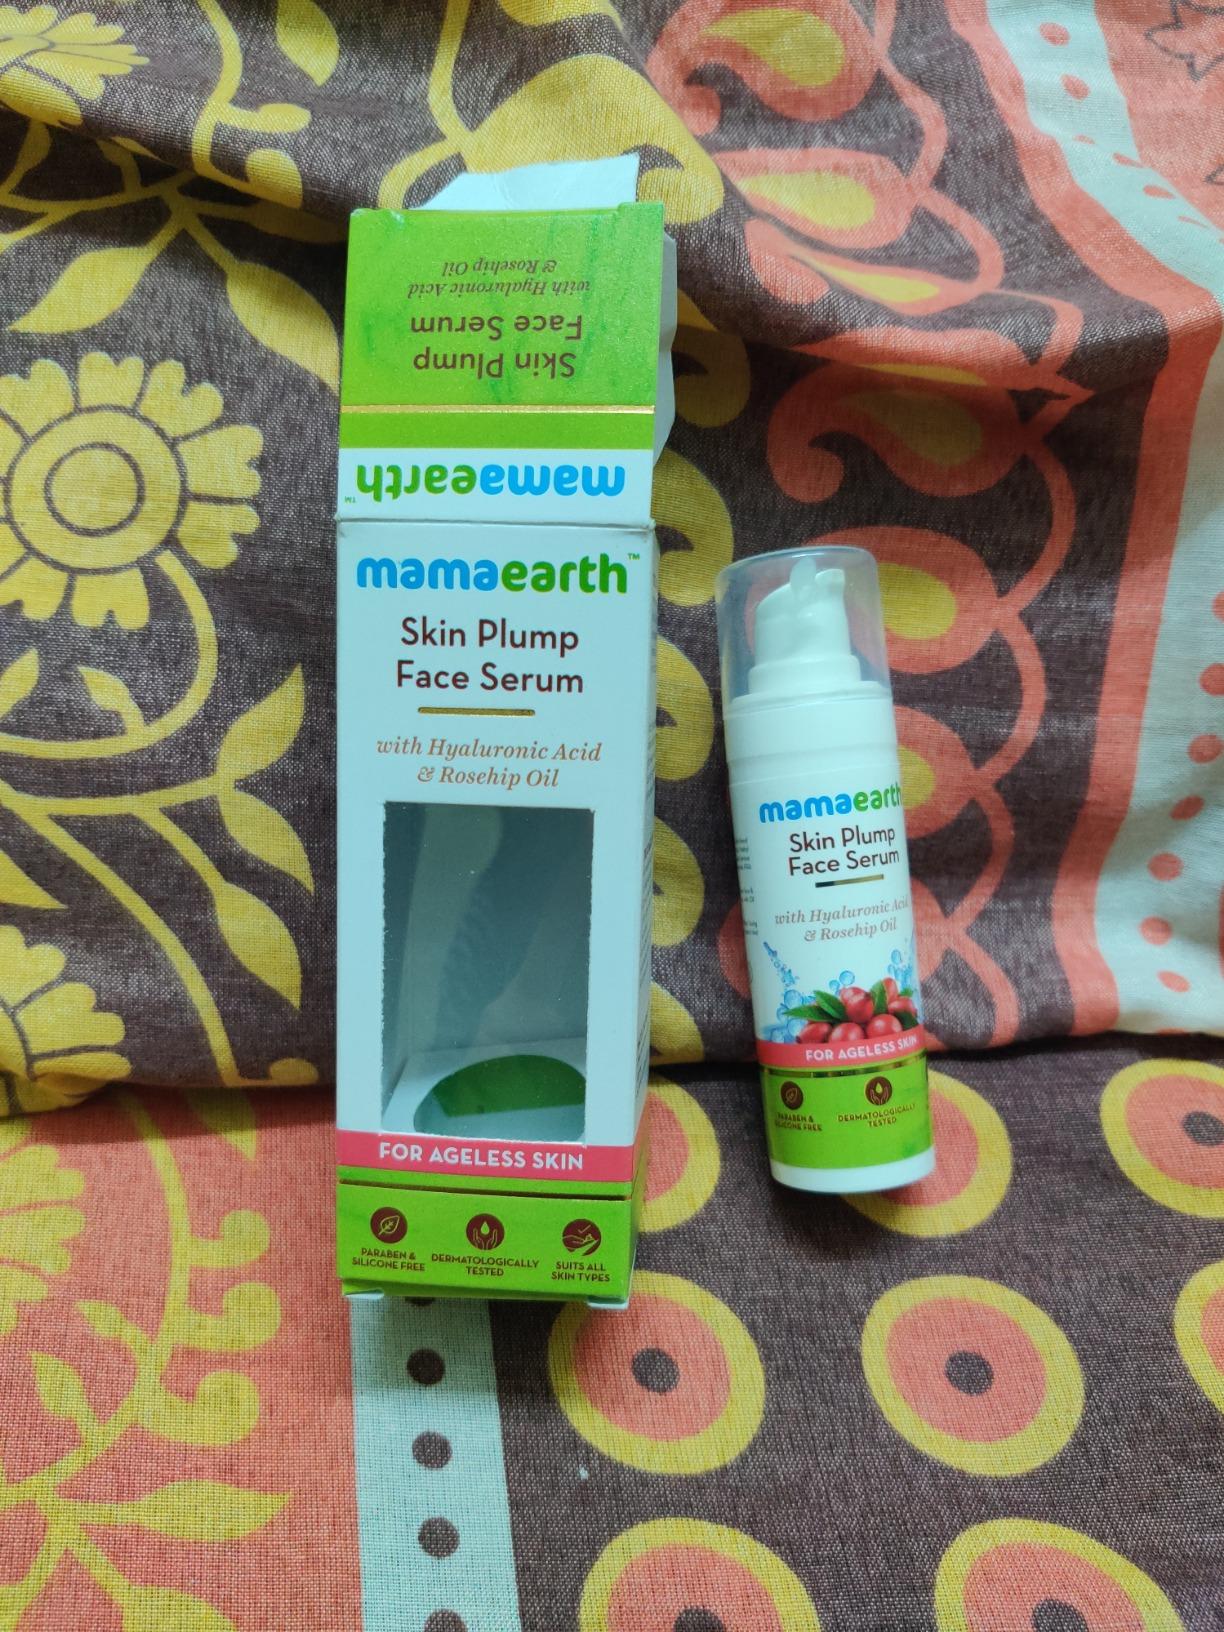 Skin Plump
Face Serum
with Hyaluronic Acid
& Rosehip Oil
mamaearth™
mamaearth™
Skin Plump
Face Serum
with Hyaluronic Acid
& Rosehip Oil
FOR AGELESS SKIN
PARABEN &
SILICONE FREE
DERMATOLOGICALLY
TESTED
SUITS ALL
SKIN TYPES
mamaearth
Skin Plump
Face Serum
with Hyaluronic Acid
& Rosehip Oil
FOR AGELESS SKIN
PARABEN &
SILICONE FREE
DERMATOLOGICALLY
TESTED